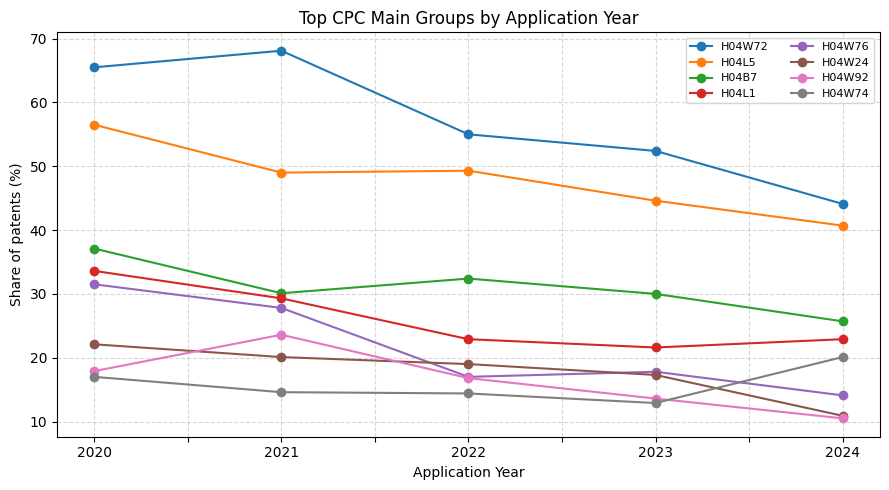 Top CPC Main Groups by Application Year
Share of patents (%)
70
60
50
40
30
20
10
H04W72
H04L5
H04B7
H04L1
H04W76
H04W24
H04W92
H04W74
2020 2021 2022 2023 2024
Application Year